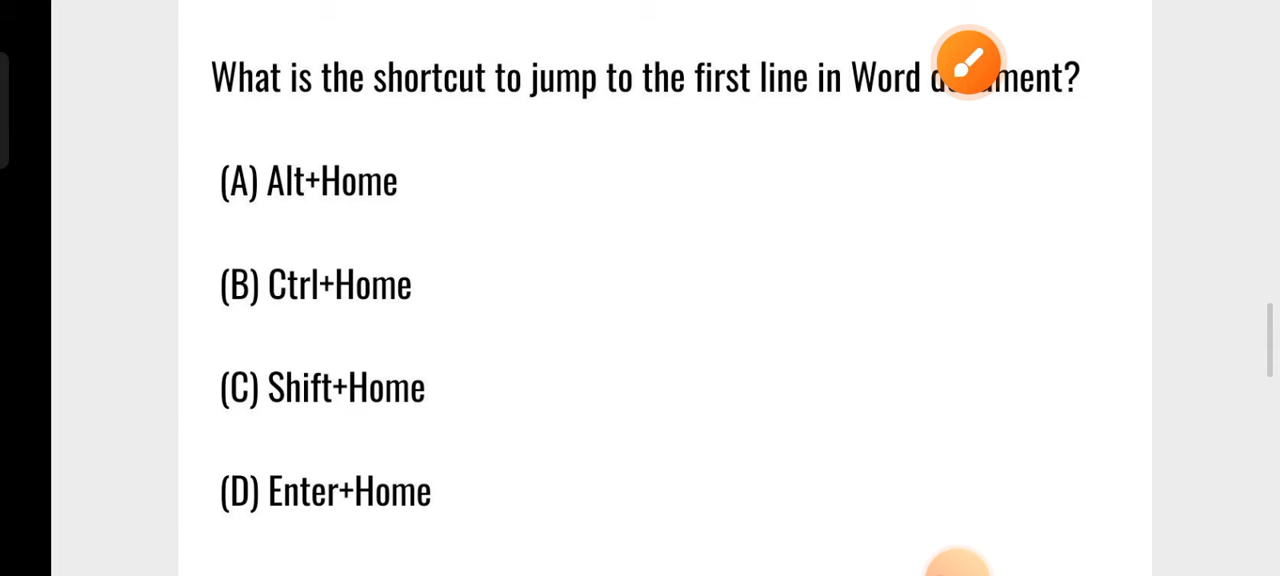 What is the shortcut to jump to the first line in Word
(A) Alt+Home
(B) Ctrl+Home
(C) Shift+Home
(D) Enter+Home